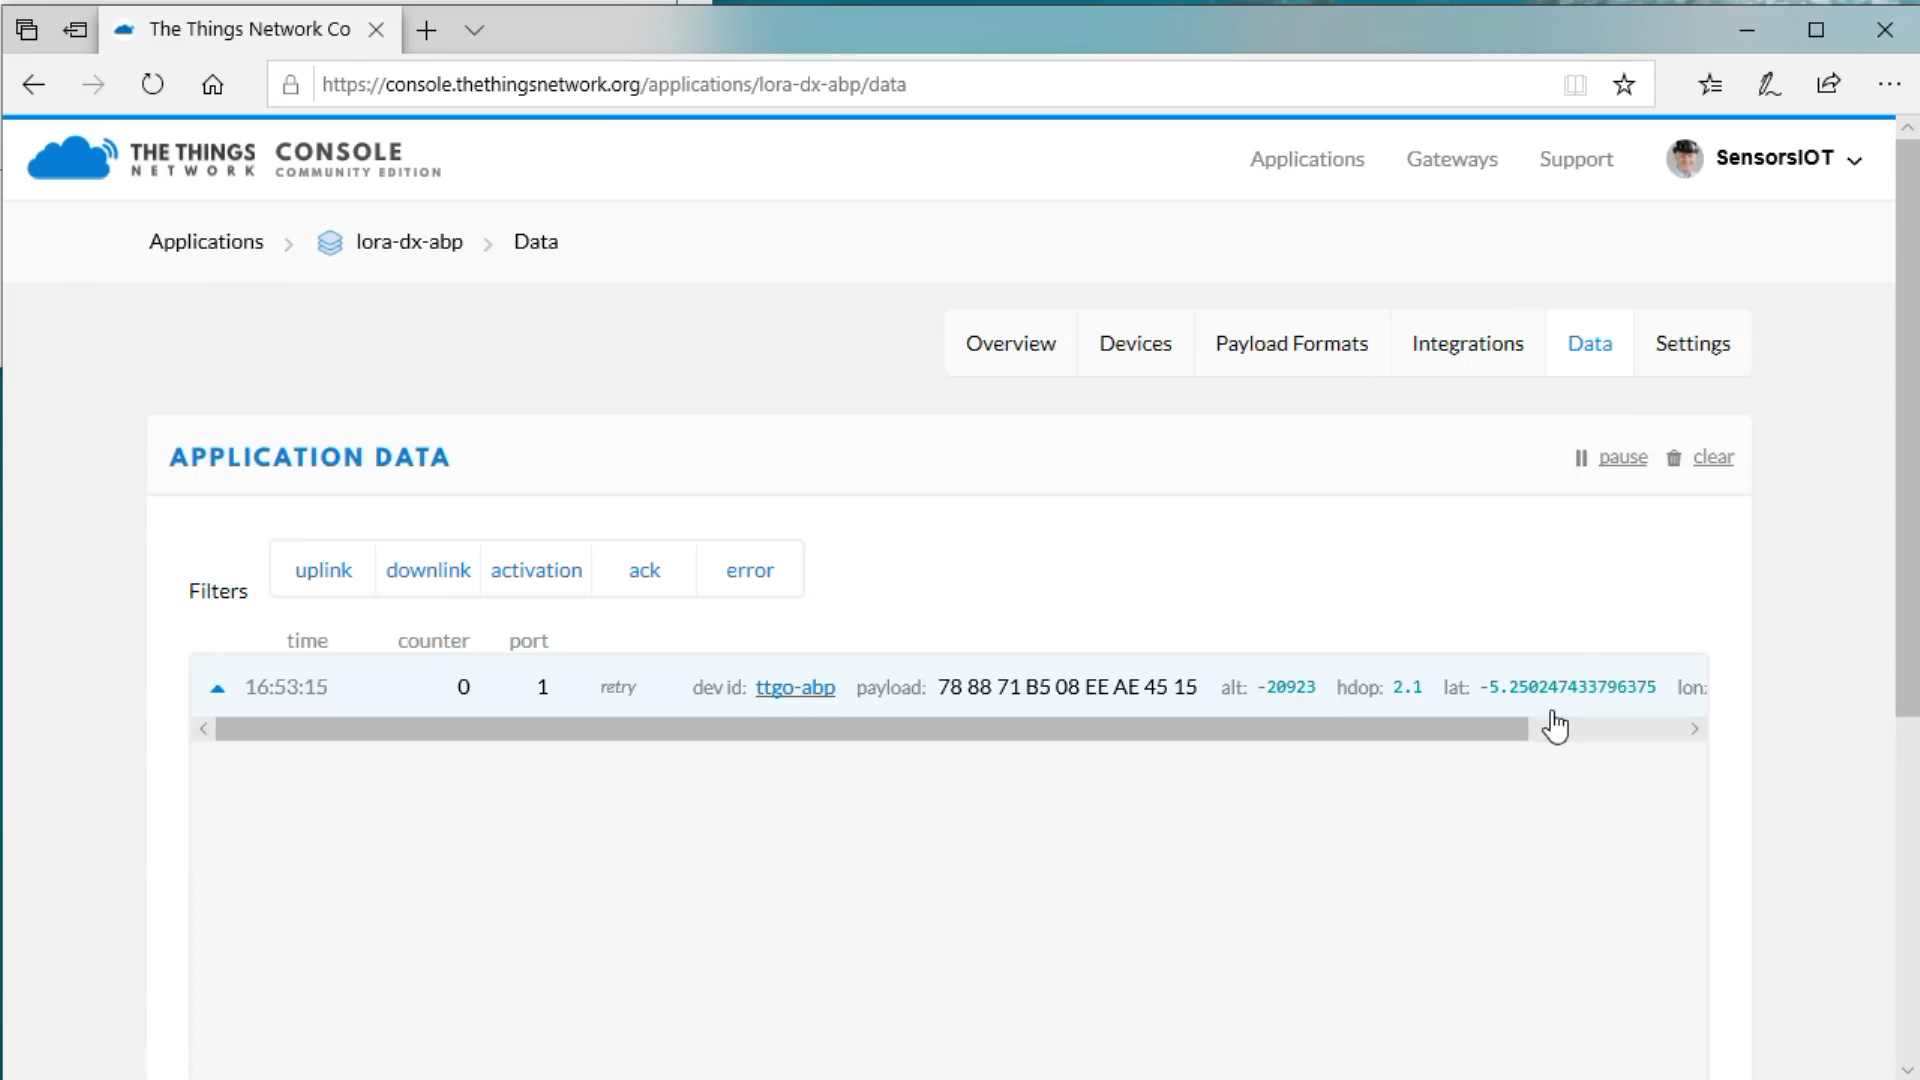 The Things Network Co
https://console.thethingsnetwork.org/applications/lora-dx-abp/data
THE THINGS NETWORK CONSOLE COMMUNITY EDITION
Applications Gateways Support SensorsIOT
Applications lora-dx-abp Data
Overview Devices Payload Formats Integrations Data Settings
APPLICATION DATA pause clear
Filters uplink downlink activation ack error
time counter port
16:53:15 0 1 retry dev id: ttgo-abp payload: 78 88 71 B5 08 EE AE 45 15 alt: -20923 hdop: 2.1 lat: -5.250247433796375 lon: